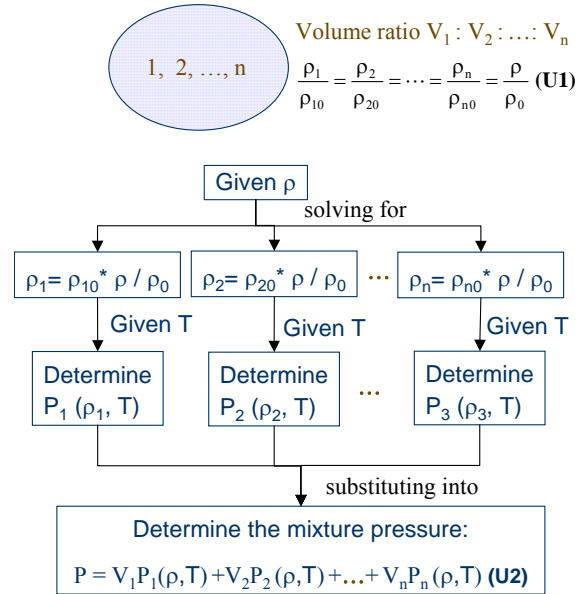 Volume ratio V₁ : V₂ : …: Vₙ
1, 2, …, n
ρ₁/ρ₁₀ = ρ₂/ρ₂₀ = ⋯ = ρₙ/ρₙ₀ = ρ/ρ₀ (U1)
Given ρ
solving for
ρ₁= ρ₁₀* ρ / ρ₀
ρ₂= ρ₂₀* ρ / ρ₀
...
ρₙ= ρₙ₀* ρ / ρ₀
Given T
Given T
Given T
Determine
P₁ (ρ₁, T)
Determine
P₂ (ρ₂, T)
...
Determine
P₃ (ρ₃, T)
substituting into
Determine the mixture pressure:
P = V₁P₁(ρ,T) +V₂P₂ (ρ,T) +...+ VₙPₙ (ρ,T) (U2)